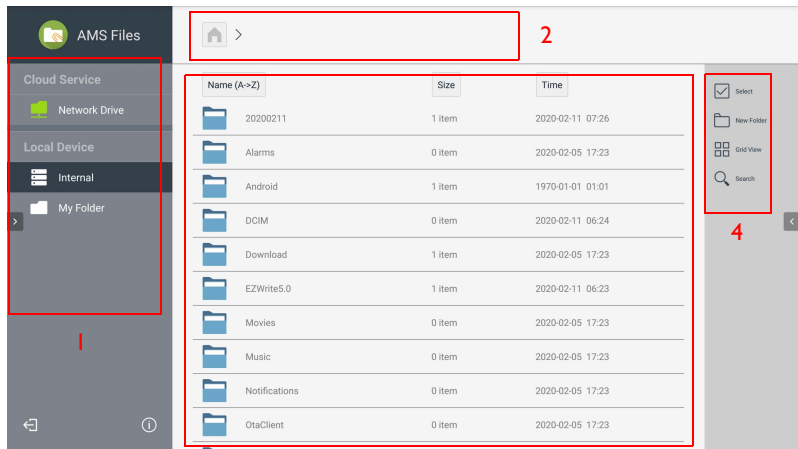 AMS Files
2
Cloud Service
Network Drive
Local Device
Internal
My Folder
1
Name (A->Z) Size Time
20200211 1 item 2020-02-11 07:26
Alarms 0 item 2020-02-05 17:23
Android 1 item 1970-01-01 01:01
DCIM 0 item 2020-02-11 06:24
Download 1 item 2020-02-05 17:23
EZWrite5.0 1 item 2020-02-11 06:23
Movies 0 item 2020-02-05 17:23
Music 0 item 2020-02-05 17:23
Notifications 0 item 2020-02-05 17:23
OtaClient 0 item 2020-02-05 17:23
Select
New Folder
Grid View
Search
4